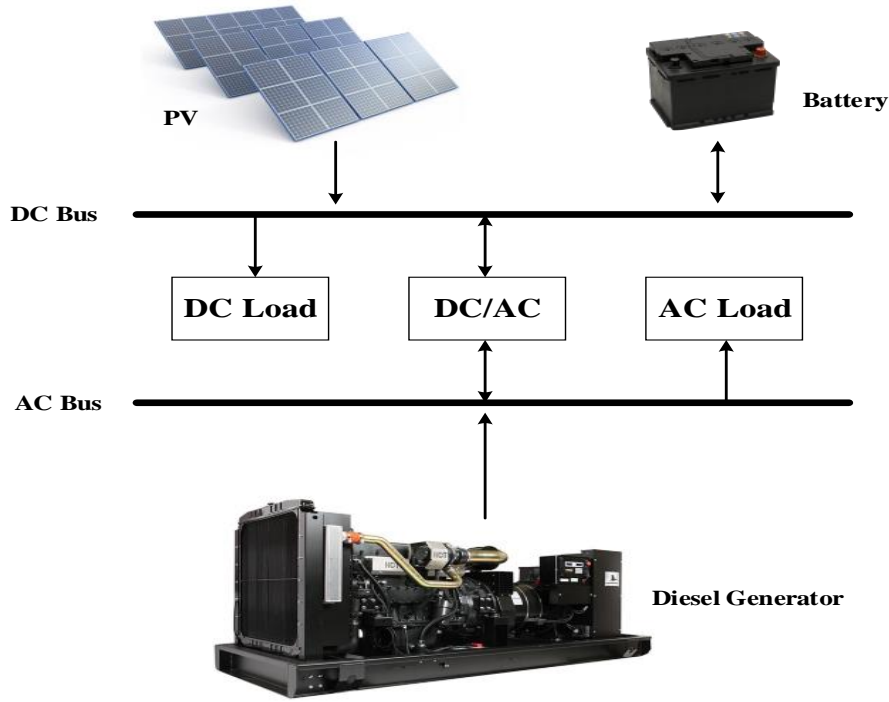 PV
Battery
DC Bus
DC Load
DC/AC
AC Load
AC Bus
Diesel Generator